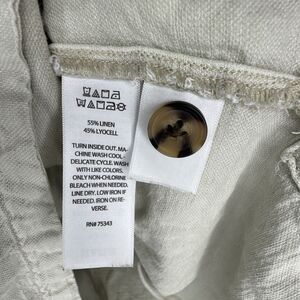 55% LINEN
45% LYOCELL
TURN INSIDE OUT. MA-
CHINE WASH COOL -
DELICATE CYCLE. WASH
WITH LIKE COLORS.
ONLY NON-CHLORINE
BLEACH WHEN NEEDED.
LINE DRY. LOW IRON IF
NEEDED. IRON ON RE-
VERSE.
RN# 75343